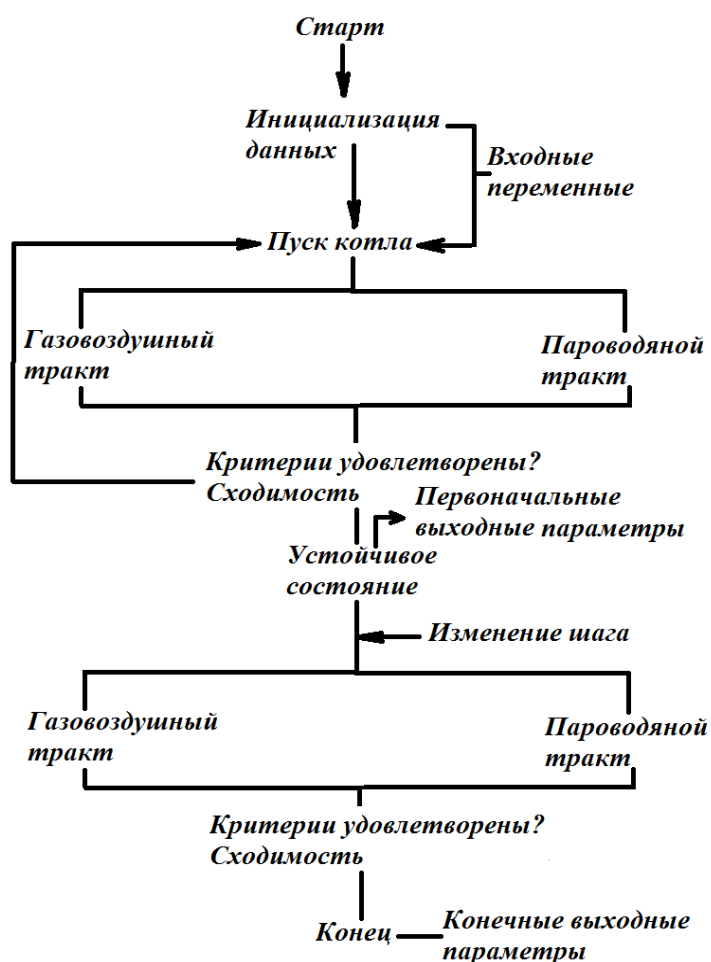 Старт
Инициализация
данных
Входные
переменные
Пуск котла
Газовоздушный
тракт
Пароводяной
тракт
Критерии удовлетворены?
Сходимость
Первоначальные
выходные параметры
Устойчивое
состояние
Изменение шага
Газовоздушный
тракт
Пароводяной
тракт
Критерии удовлетворены?
Сходимость
Конец
Конечные выходные
параметры